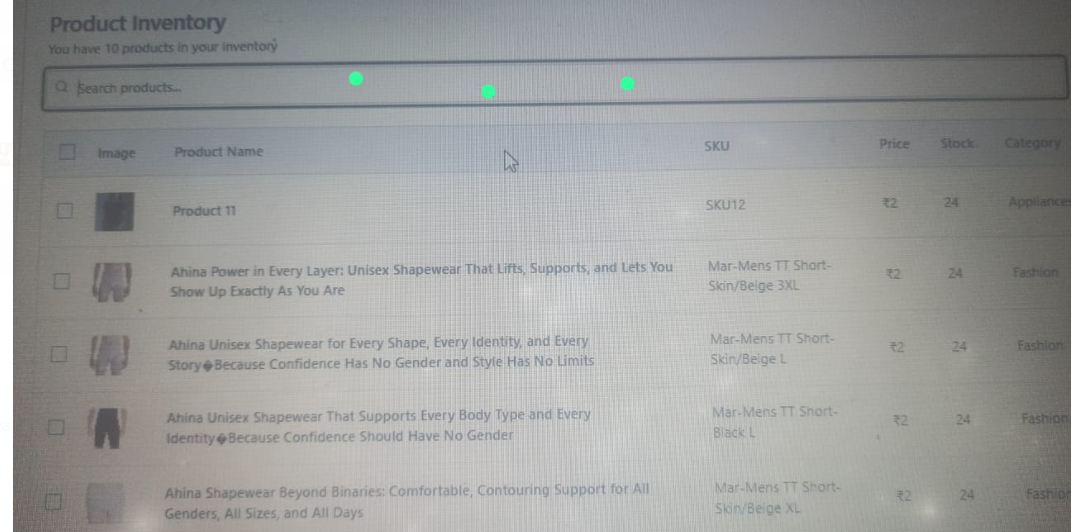 Product Inventory
You have 10 products in your inventory
Search products...
Image Product Name SKU Price Stock Category
Product 11 SKU12 ₹2 24 Appliances
Ahina Power in Every Layer: Unisex Shapewear That Lifts, Supports, and Lets You Mar-Mens TT Short- ₹2 24 Fashion
Show Up Exactly As You Are Skin/Beige 3XL
Ahina Unisex Shapewear for Every Shape, Every Identity, and Every Mar-Mens TT Short- ₹2 24 Fashion
Story�Because Confidence Has No Gender and Style Has No Limits Skin/Beige L
Ahina Unisex Shapewear That Supports Every Body Type and Every Mar-Mens TT Short- ₹2 24 Fashion
Identity�Because Confidence Should Have No Gender Black L
Ahina Shapewear Beyond Binaries: Comfortable, Contouring Support for All Mar-Mens TT Short- ₹2 24 Fashion
Genders, All Sizes, and All Days Skin/Beige XL